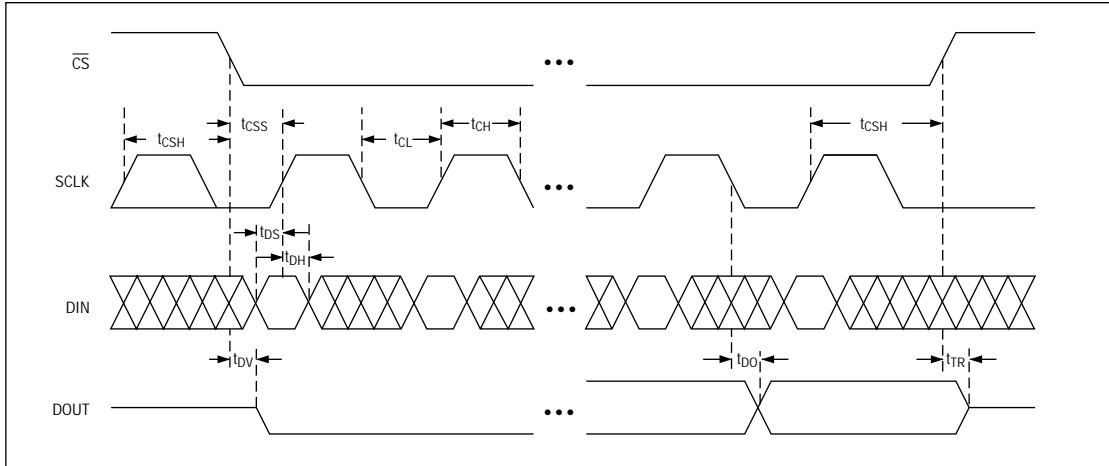 CS
tCSH
tCSS
tCL
tCH
tCSH
SCLK
tDS
tDH
DIN
tDV
tDO
tTR
DOUT